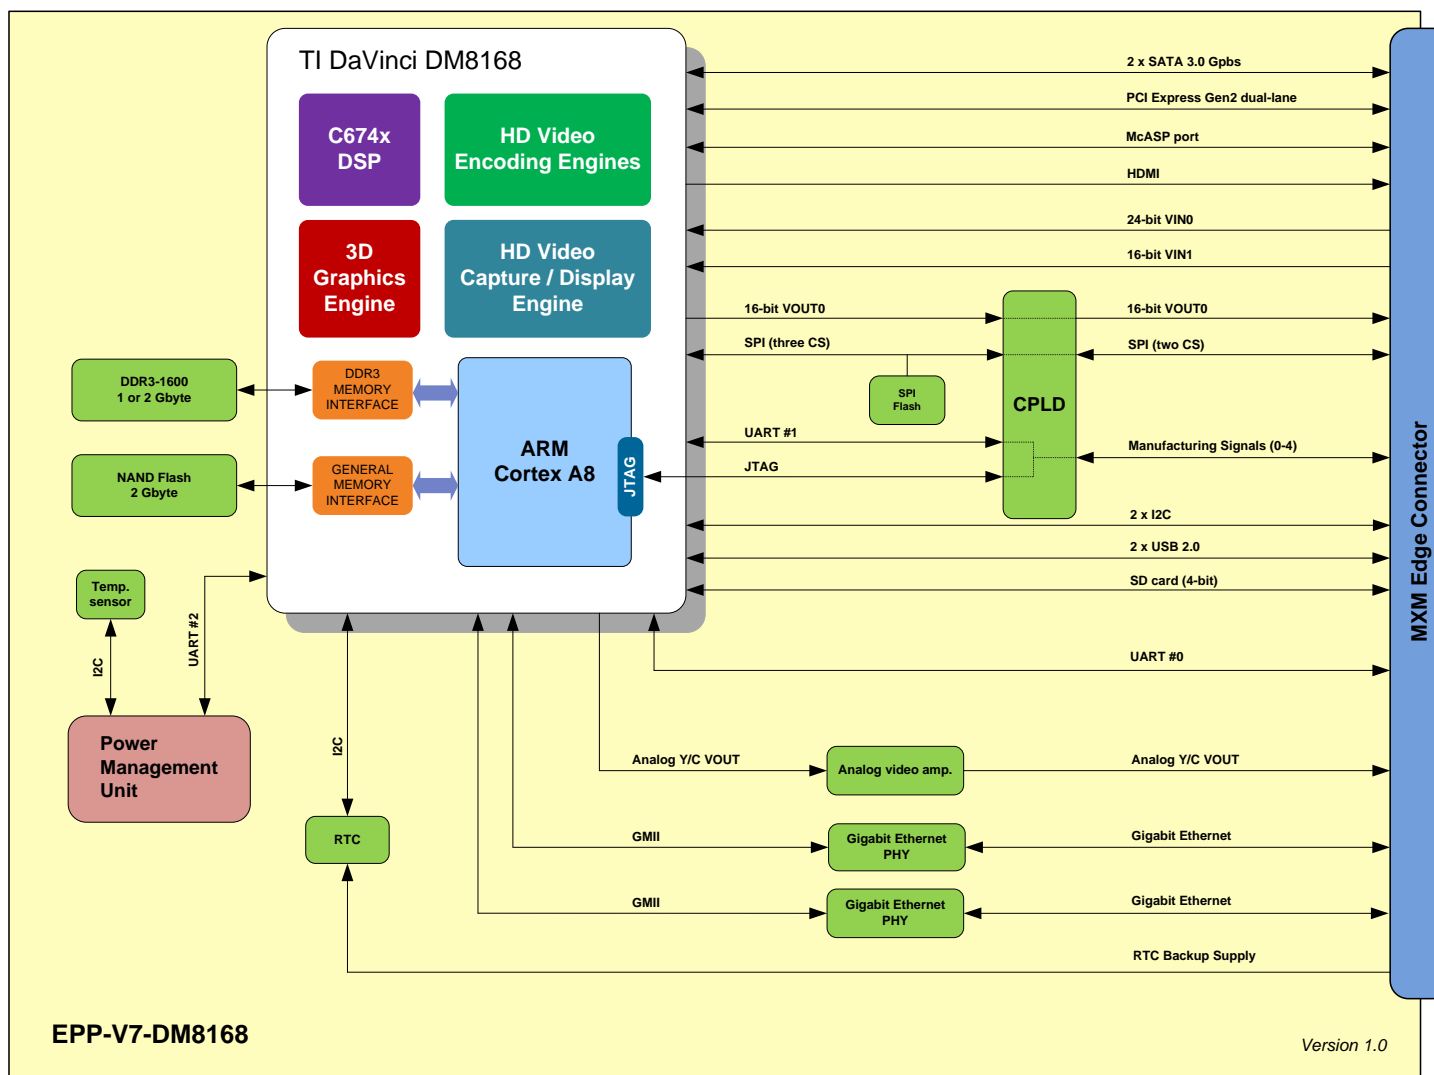 TI DaVinci DM8168
C674x
DSP
HD Video
Encoding Engines
3D
Graphics
Engine
HD Video
Capture / Display
Engine
DDR3
MEMORY
INTERFACE
GENERAL
MEMORY
INTERFACE
ARM
Cortex A8
JTAG
DDR3-1600
1 or 2 Gbyte
NAND Flash
2 Gbyte
Temp.
sensor
I2C
UART #2
Power
Management
Unit
I2C
RTC
2 x SATA 3.0 Gpbs
PCI Express Gen2 dual-lane
McASP port
HDMI
24-bit VIN0
16-bit VIN1
16-bit VOUT0
16-bit VOUT0
SPI (three CS)
SPI (two CS)
SPI
Flash
CPLD
UART #1
Manufacturing Signals (0-4)
JTAG
2 x I2C
2 x USB 2.0
SD card (4-bit)
UART #0
Analog Y/C VOUT
Analog video amp.
Analog Y/C VOUT
GMII
Gigabit Ethernet
PHY
Gigabit Ethernet
GMII
Gigabit Ethernet
PHY
Gigabit Ethernet
RTC Backup Supply
MXM Edge Connector
EPP-V7-DM8168
Version 1.0